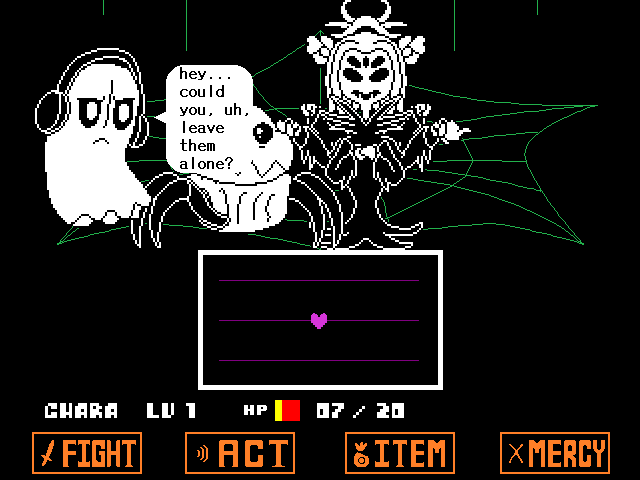 hey...
could
you, uh,
leave
them
alone?
CHARA LV 1 HP 07 / 20
FIGHT ACT ITEM MERCY